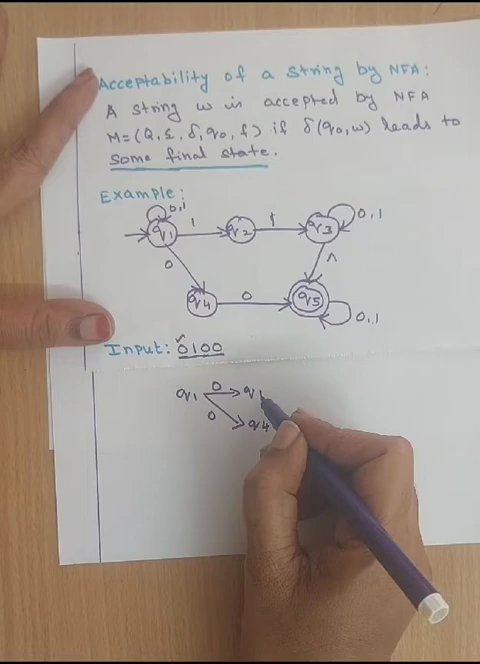 Acceptability of a string by NFA:
A string w is accepted by NFA
M=(Q, Σ, δ, q0, f) if δ(q0,w) leads to
some final state.
Example:
0,1
q1 1 q2 1 q3 0,1
0 ^
q4 0 q5
0,1
Input: 0100
q1 0 q1
0 q4